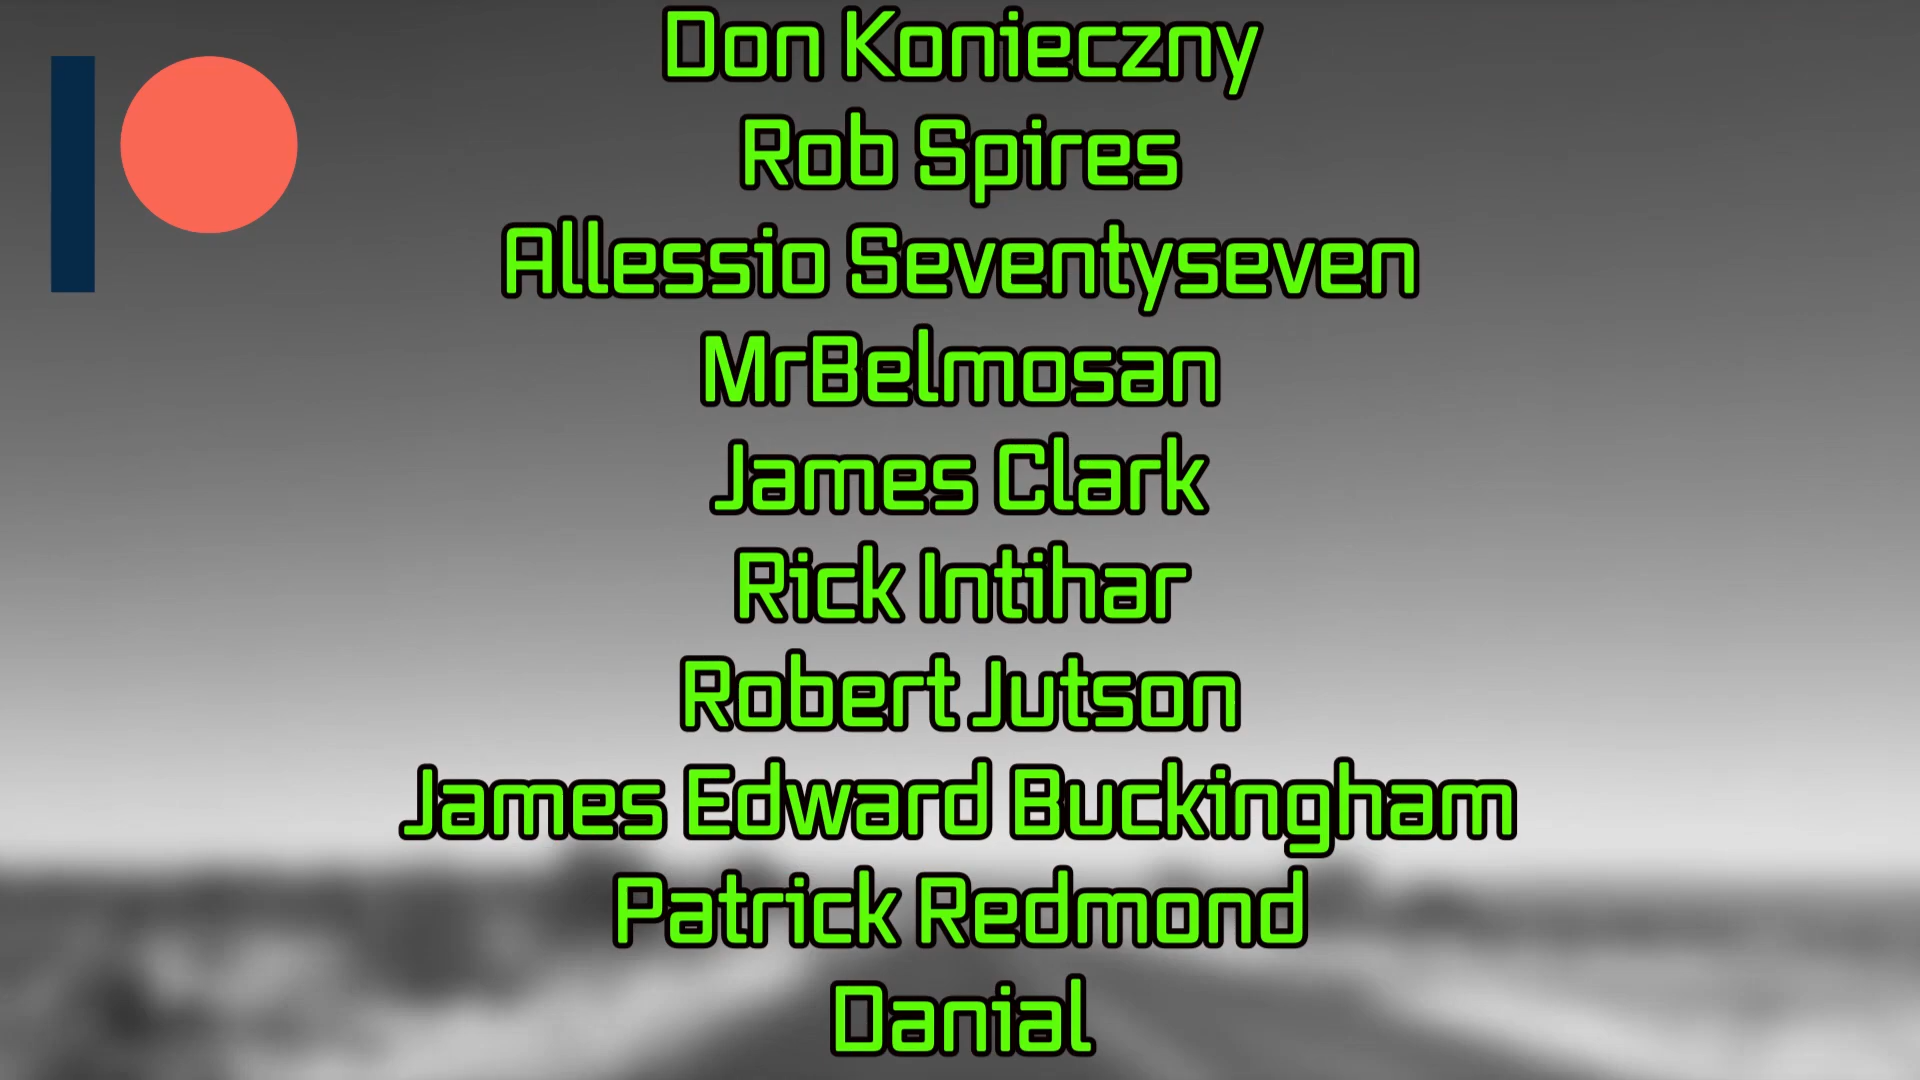 Don Konieczny
Rob Spires
Allessio Seventyseven
MrBelmosan
James Clark
Rick Intihar
Robert Jutson
James Edward Buckingham
Patrick Redmond
Danial